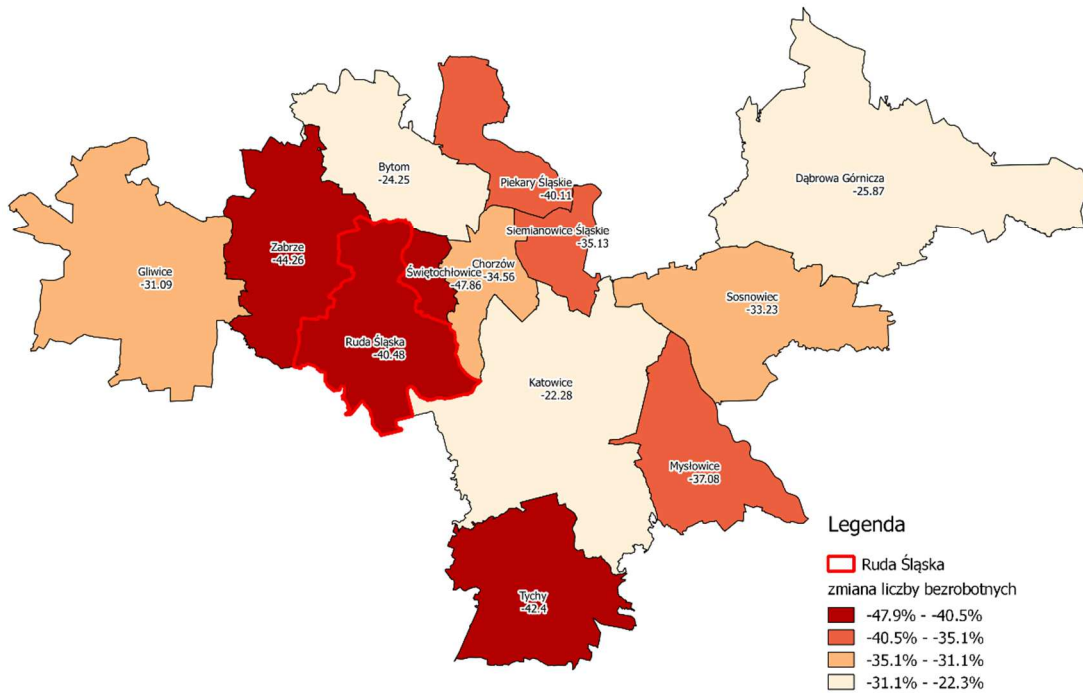 Bytom
-24.25
Piekary Śląskie
-40.11
Dąbrowa Górnicza
-25.87
Siemianowice Śląskie
-35.13
Zabrze
-44.26
Gliwice
-31.09
Świętochłowice
-47.86
Chorzów
-34.56
Sosnowiec
-33.23
Ruda Śląska
-40.48
Katowice
-22.28
Mysłowice
-37.08
Tychy
-42.4
Legenda
Ruda Śląska
zmiana liczby bezrobotnych
-47.9% - -40.5%
-40.5% - -35.1%
-35.1% - -31.1%
-31.1% - -22.3%